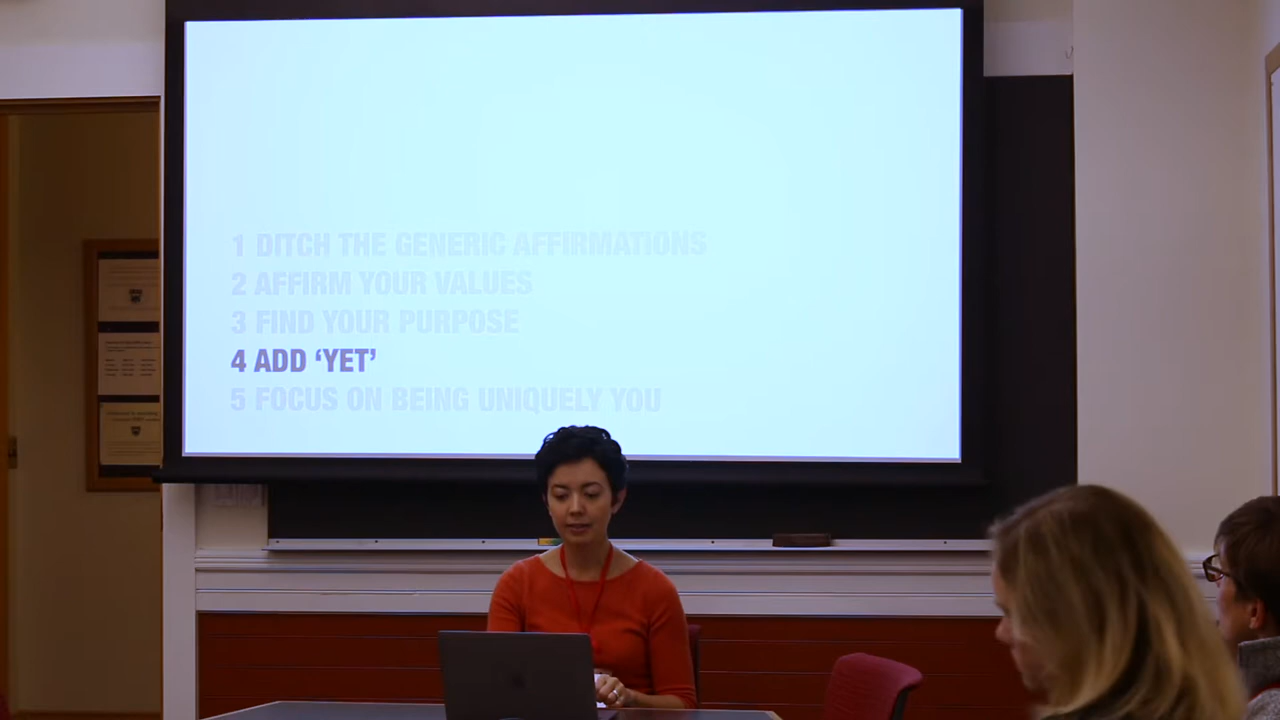 1 DITCH THE GENERIC AFFIRMATIONS
2 AFFIRM YOUR VALUES
3 FIND YOUR PURPOSE
4 ADD ‘YET’
5 FOCUS ON BEING UNIQUELY YOU